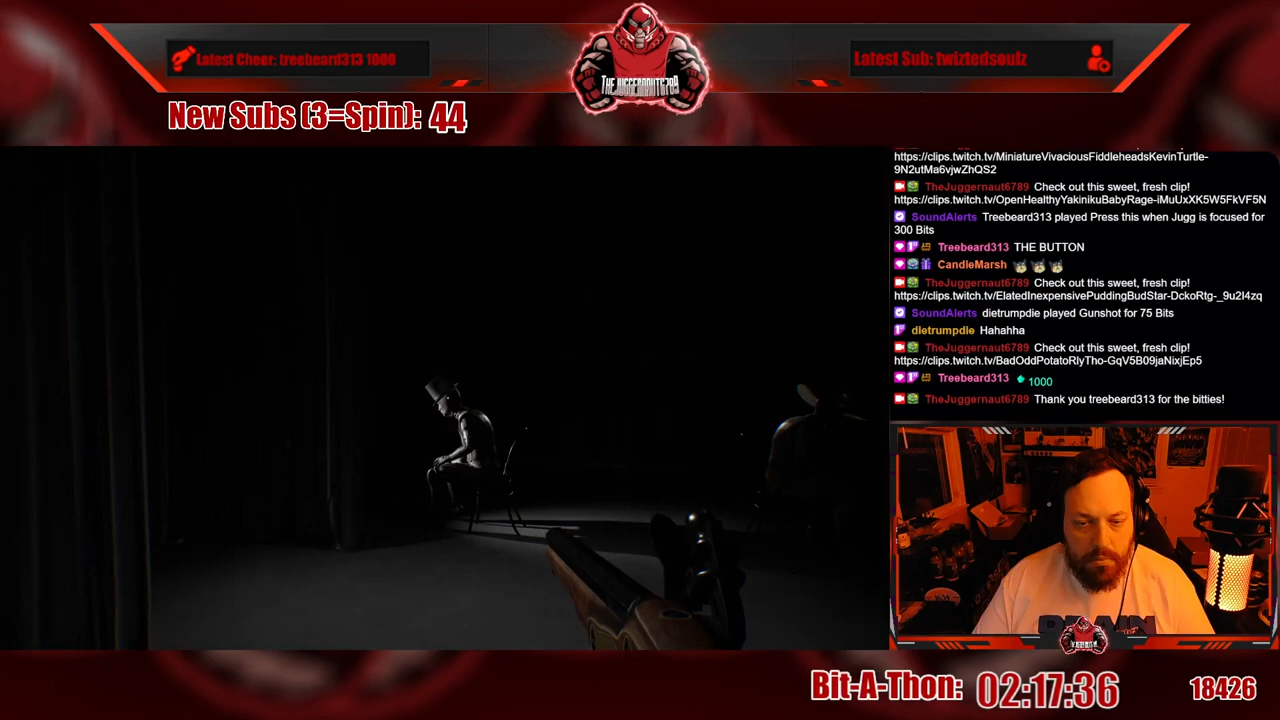 Latest Cheer: treebeard313 1000
THEJUGGERNAUT6789
Latest Sub: twiztedsoulz
New Subs (3=Spin): 44
https://clips.twitch.tv/MiniatureVivaciousFiddleheadsKevinTurtle-
9N2utMa6vjwZhQS2
TheJuggernaut6789 Check out this sweet, fresh clip!
https://clips.twitch.tv/OpenHealthyYakinikuBabyRage-iMuUxXK5W5FkVF5N
SoundAlerts Treebeard313 played Press this when Jugg is focused for
300 Bits
Treebeard313 THE BUTTON
CandleMarsh
TheJuggernaut6789 Check out this sweet, fresh clip!
https://clips.twitch.tv/ElatedInexpensivePuddingBudStar-DckoRtg-_9u2I4zq
SoundAlerts dietrumpdie played Gunshot for 75 Bits
dietrumpdie Hahahha
TheJuggernaut6789 Check out this sweet, fresh clip!
https://clips.twitch.tv/BadOddPotatoRlyTho-GqV5B09jaNixjEp5
Treebeard313 1000
TheJuggernaut6789 Thank you treebeard313 for the bitties!
Bit-A-Thon: 02:17:36 18426